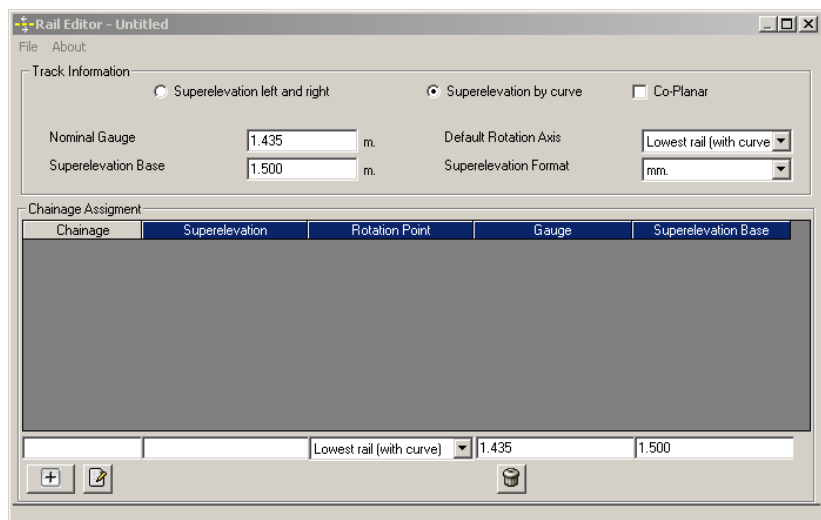 Rail Editor - Untitled
File About
Track Information
Superelevation left and right Superelevation by curve Co-Planar
Nominal Gauge 1.435 m. Default Rotation Axis Lowest rail (with curve
Superelevation Base 1.500 m. Superelevation Format mm.
Chainage Assigment
Chainage Superelevation Rotation Point Gauge Superelevation Base
Lowest rail (with curve) 1.435 1.500